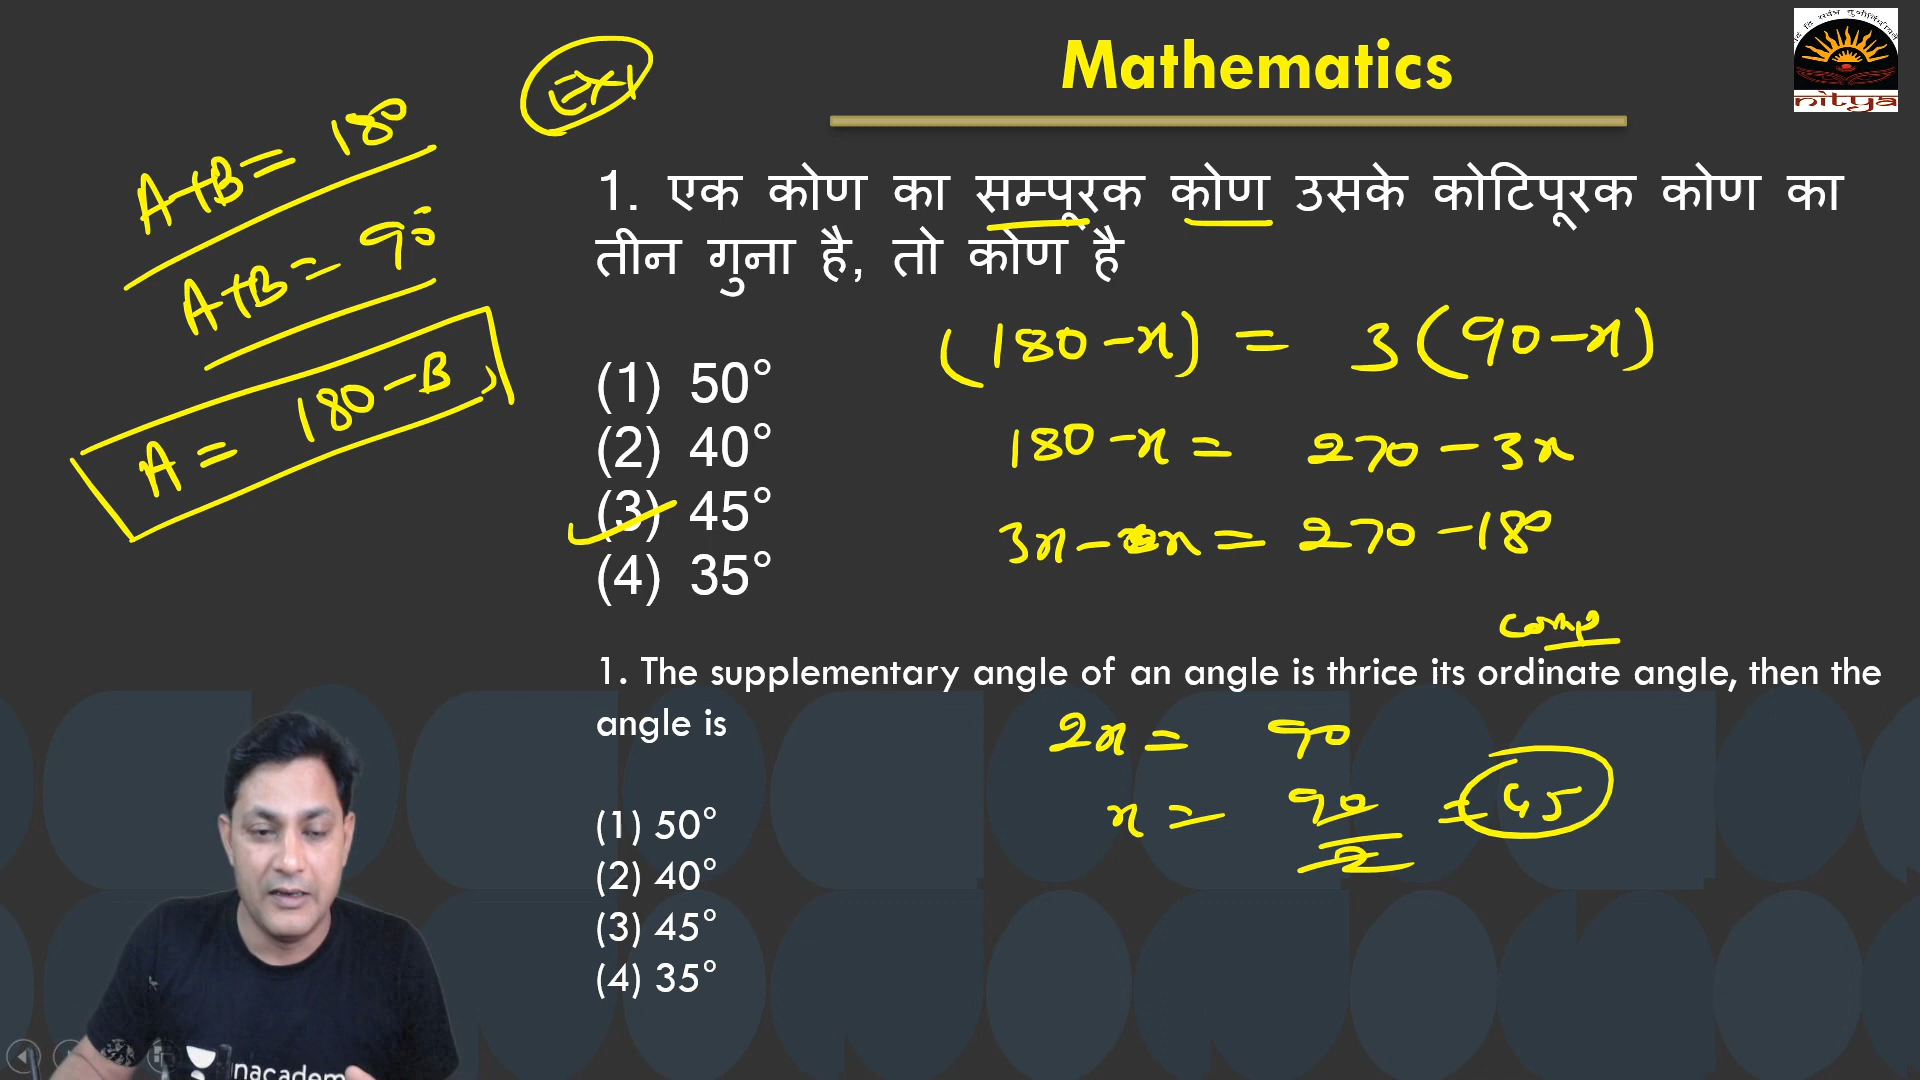 Mathematics
nitya
A+B = 180
A+B = 90
A = 180-B
1. एक कोण का सम्पूरक कोण उसके कोटिपूरक कोण का
तीन गुना है, तो कोण है
(1) 50°
(2) 40°
(3) 45°
(4) 35°
(180-x) = 3(90-x)
180-x = 270-3x
3x-x = 270-180
comp
1. The supplementary angle of an angle is thrice its ordinate angle, then the
angle is
2x = 90
x = 90/2 = 45
(1) 50°
(2) 40°
(3) 45°
(4) 35°
nacadem